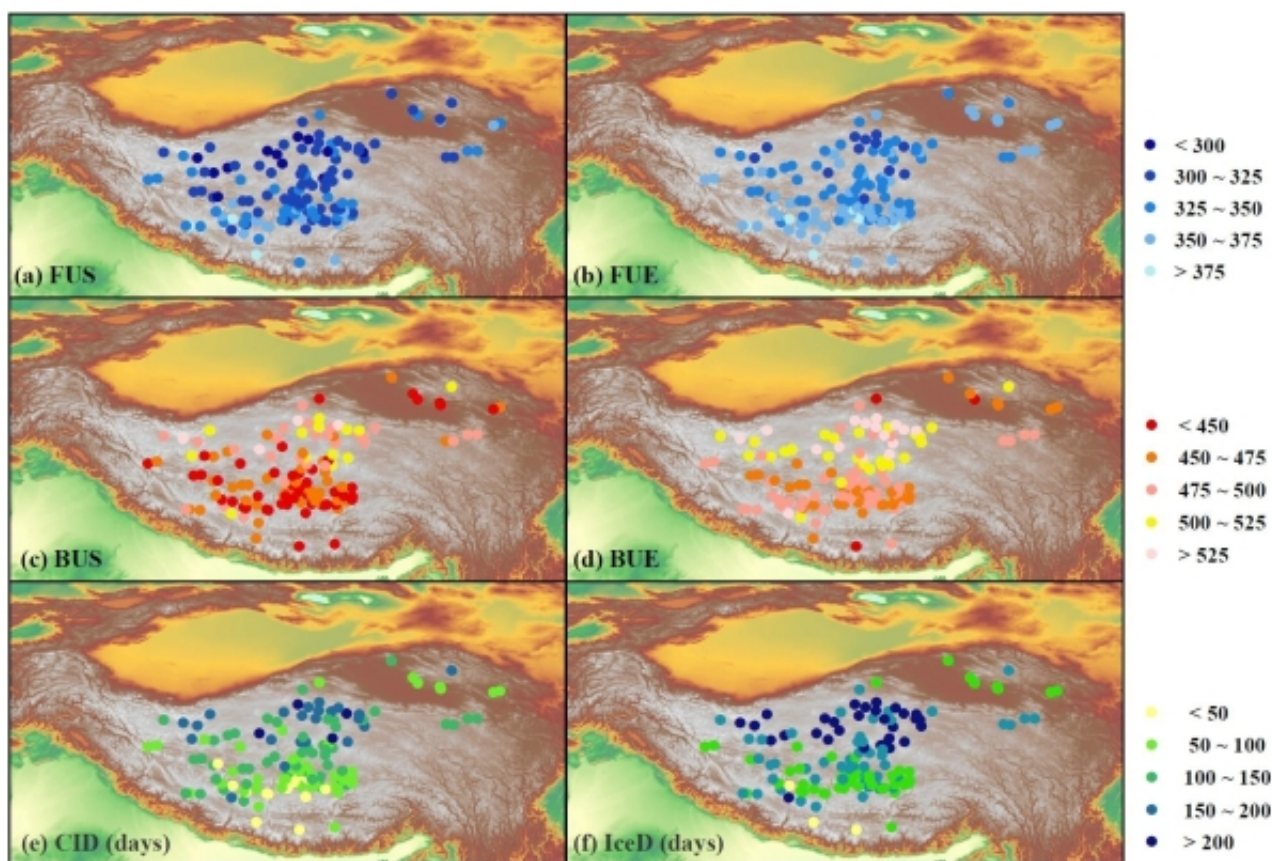 (a) FUS
(b) FUE
< 300
300 ~ 325
325 ~ 350
350 ~ 375
> 375
(c) BUS
(d) BUE
< 450
450 ~ 475
475 ~ 500
500 ~ 525
> 525
(e) CID (days)
(f) IceD (days)
< 50
50 ~ 100
100 ~ 150
150 ~ 200
> 200